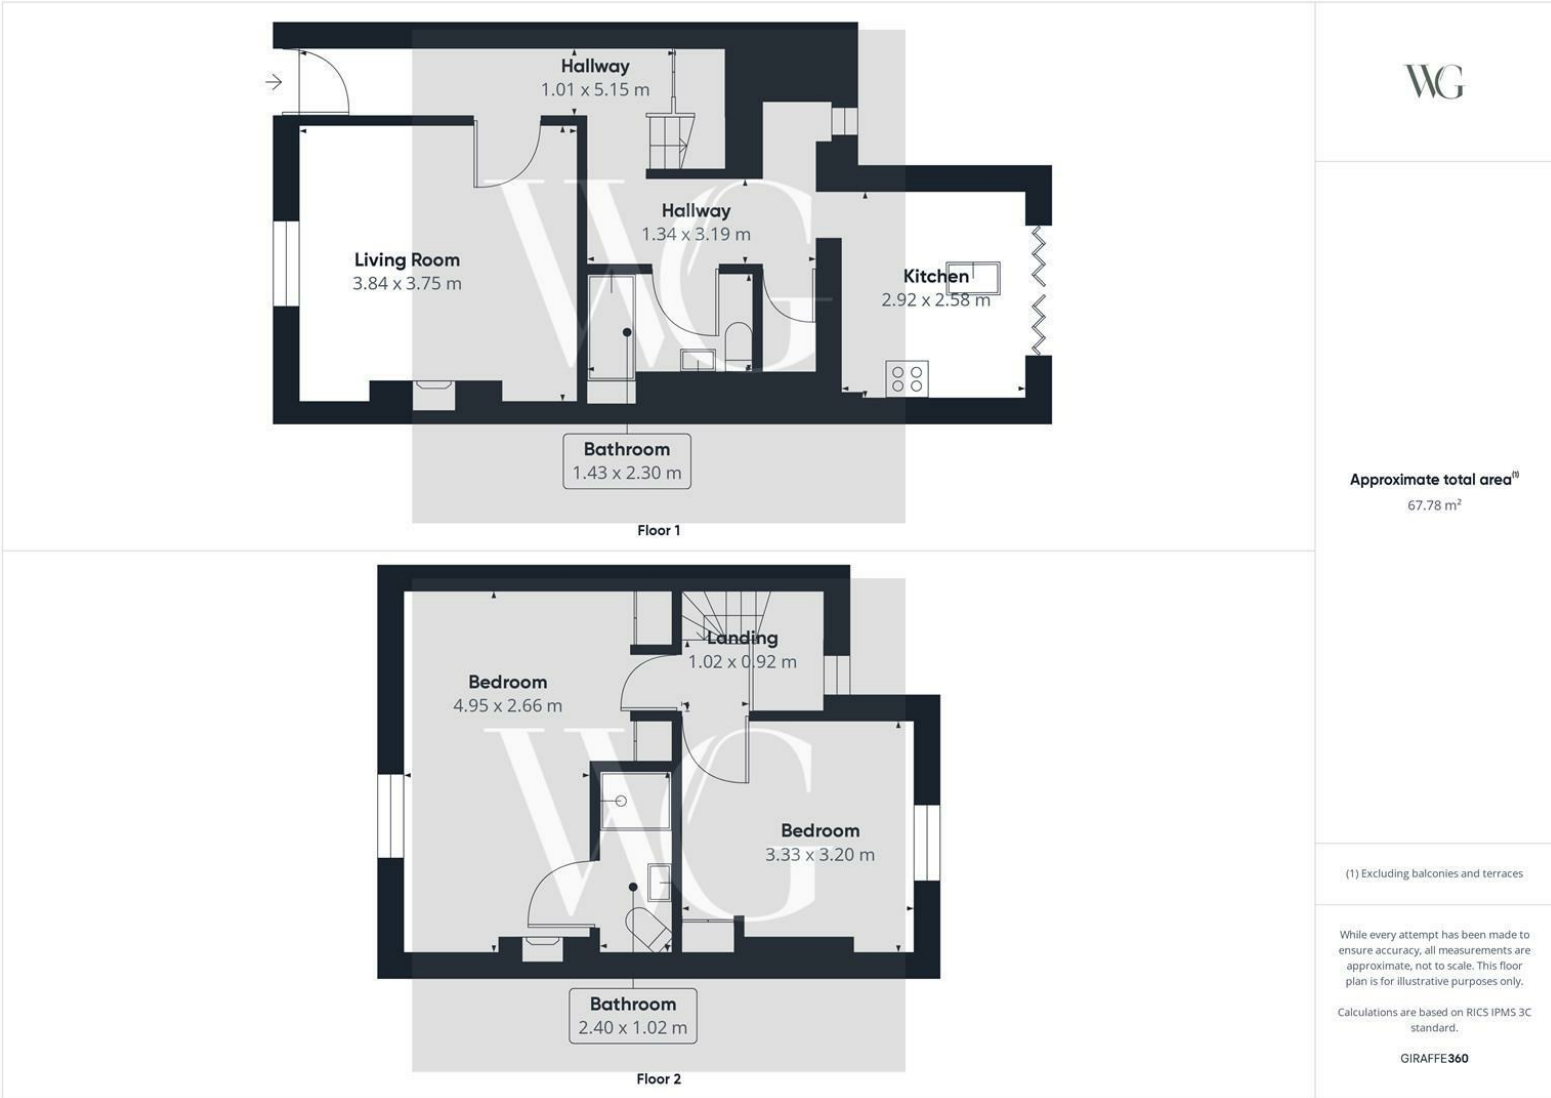 Hallway
1.01 x 5.15 m
Hallway
1.34 x 3.19 m
Living Room
3.84 x 3.75 m
Kitchen
2.92 x 2.58 m
Bathroom
1.43 x 2.30 m
WG
Floor 1
Landing
1.02 x 0.92 m
Bedroom
4.95 x 2.66 m
Bedroom
3.33 x 3.20 m
Bathroom
2.40 x 1.02 m
WG
Floor 2
WG
Approximate total area(1)
67.78 m²
(1) Excluding balconies and terraces
While every attempt has been made to
ensure accuracy, all measurements are
approximate, not to scale. This floor
plan is for illustrative purposes only.
Calculations are based on RICS IPMS 3C
standard.
GIRAFFE360